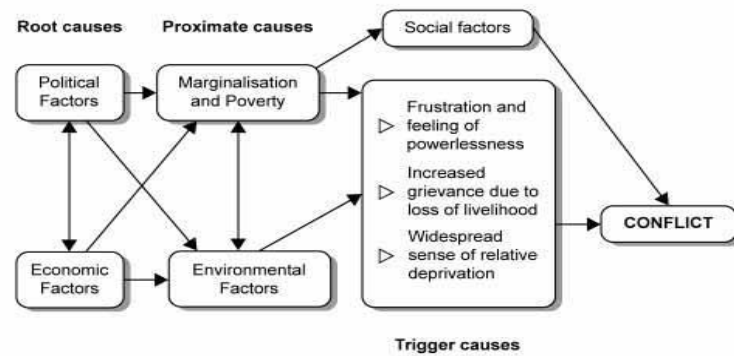 Root causes
Proximate causes
Social factors
Political
Factors
Marginalisation
and Poverty
Frustration and
feeling of
powerlessness
Increased
grievance due to
loss of livelihood
Widespread
sense of relative
deprivation
CONFLICT
Economic
Factors
Environmental
Factors
Trigger causes